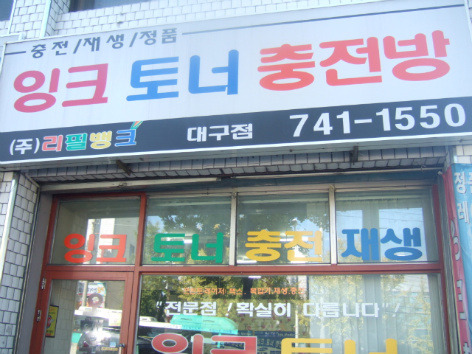 충전/재생/정품
잉크 토너 충전방
(주)리필뱅크 대구점 741-1550
잉크 토너 충전 재생
"전문점! 확실히 다릅니다"
잉크 토너